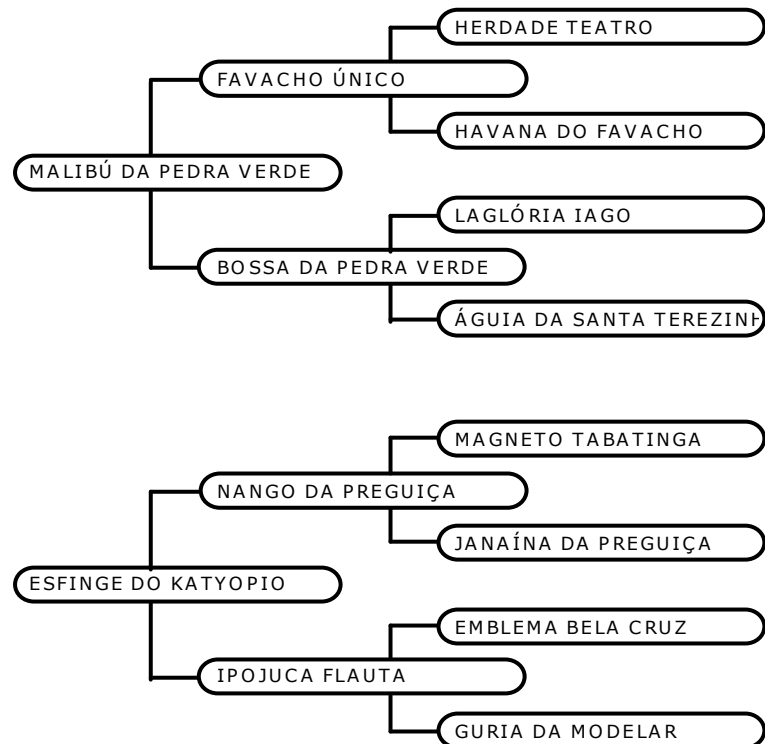 HERDADE TEATRO
FAVACHO ÚNICO
HAVANA DO FAVACHO
MALIBÚ DA PEDRA VERDE
LAGLÓRIA IAGO
BOSSA DA PEDRA VERDE
ÁGUIA DA SANTA
MAGNETO TABATINGA
NANGO DA PREGUIÇA
JANAÍNA DA PREGUIÇA
ESFINGE DO KATYOPIO
EMBLEMA BELA CRUZ
IPOJUCA FLAUTA
GURIA DA MODELAR